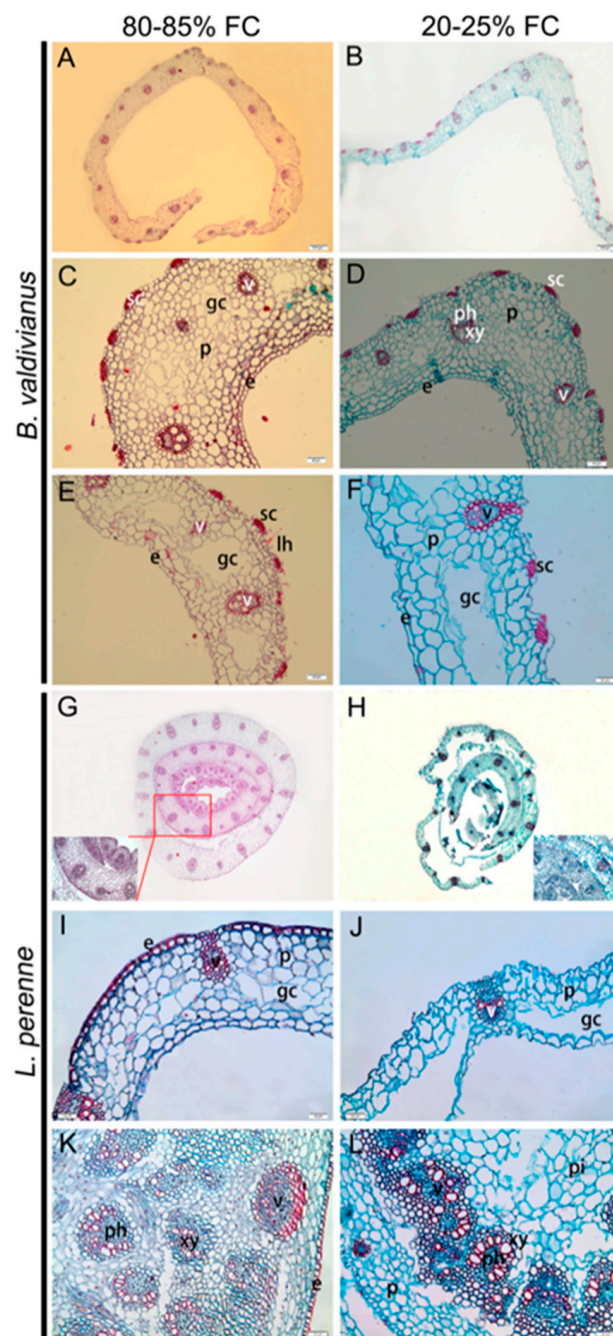 80-85% FC 20-25% FC
B. valdivianus
A B
C sc v gc p e
D sc ph p xy v e
E sc v lh gc e v
F v p sc gc e
L. perenne
G H
I e v p gc
J p v gc
K v ph xy e
L v pi xy ph p